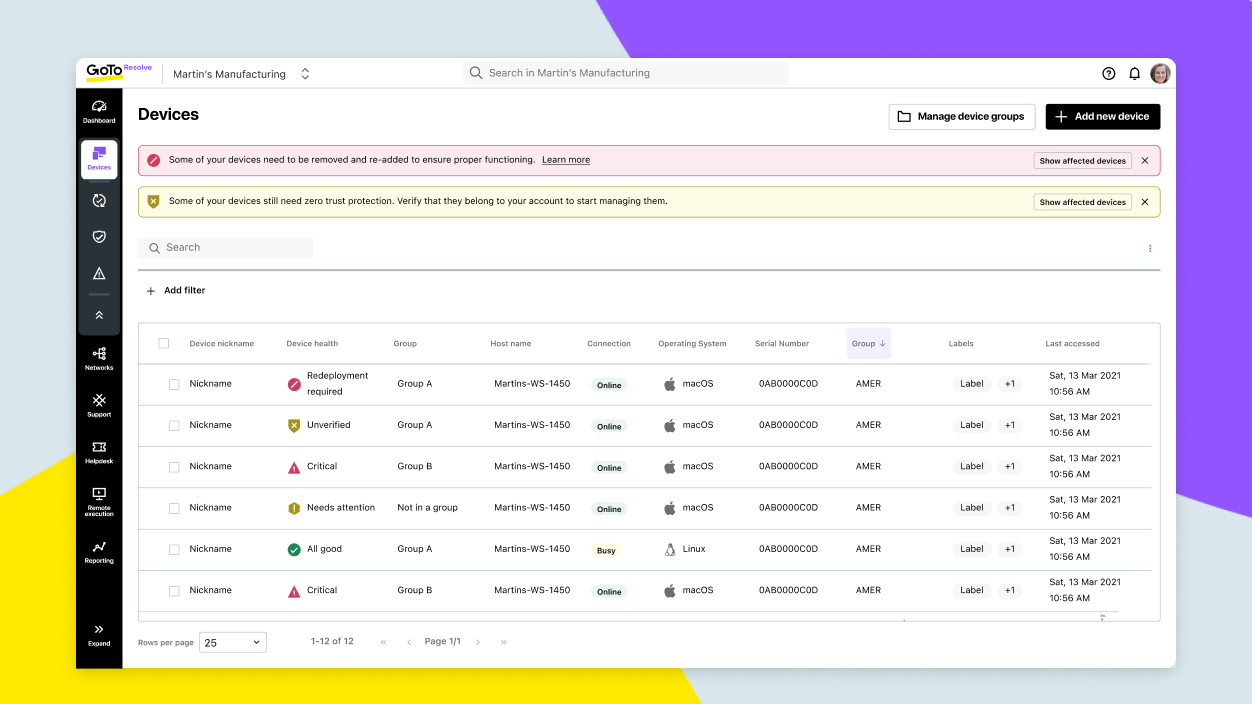 GoTo Resolve
Martin's Manufacturing
Search in Martin's Manufacturing
Dashboard
Devices
Networks
Support
Helpdesk
Remote
execution
Reporting
Expand
Devices
Manage device groups
Add new device
Some of your devices need to be removed and re-added to ensure proper functioning. Learn more
Show affected devices
Some of your devices still need zero trust protection. Verify that they belong to your account to start managing them.
Show affected devices
Search
Add filter
Device nickname Device health Group Host name Connection Operating System Serial Number Group Labels Last accessed
Nickname Redeployment required Group A Martins-WS-1450 Online macOS 0AB0000C0D AMER Label +1 Sat, 13 Mar 2021 10:56 AM
Nickname Unverified Group A Martins-WS-1450 Online macOS 0AB0000C0D AMER Label +1 Sat, 13 Mar 2021 10:56 AM
Nickname Critical Group B Martins-WS-1450 Online macOS 0AB0000C0D AMER Label +1 Sat, 13 Mar 2021 10:56 AM
Nickname Needs attention Not in a group Martins-WS-1450 Online macOS 0AB0000C0D AMER Label +1 Sat, 13 Mar 2021 10:56 AM
Nickname All good Group A Martins-WS-1450 Busy Linux 0AB0000C0D AMER Label +1 Sat, 13 Mar 2021 10:56 AM
Nickname Critical Group B Martins-WS-1450 Online macOS 0AB0000C0D AMER Label +1 Sat, 13 Mar 2021 10:56 AM
Rows per page 25 1-12 of 12 « ‹ Page 1/1 › »